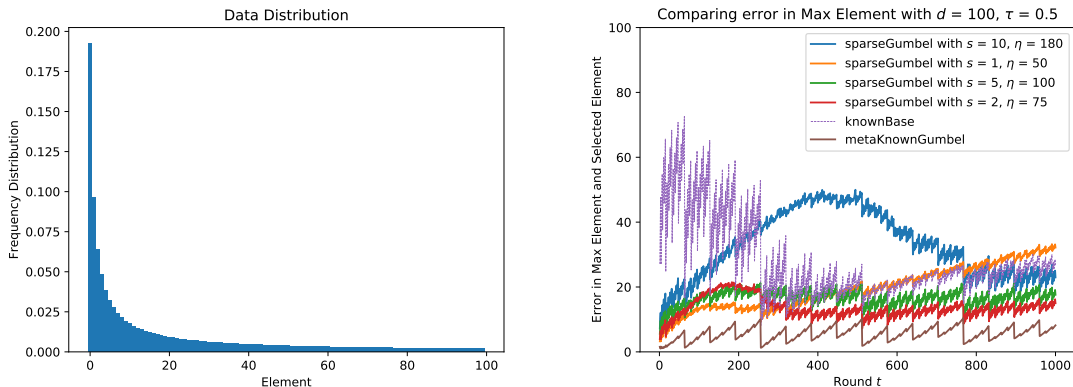 Data Distribution
0.200
0.175
0.150
0.125
0.100
0.075
0.050
0.025
0.000
Frequency Distribution
0 20 40 60 80 100
Element
Comparing error in Max Element with d = 100, τ = 0.5
100
80
60
40
20
0
Error in Max Element and Selected Element
sparseGumbel with s = 10, η = 180
sparseGumbel with s = 1, η = 50
sparseGumbel with s = 5, η = 100
sparseGumbel with s = 2, η = 75
knownBase
metaKnownGumbel
0 200 400 600 800 1000
Round t